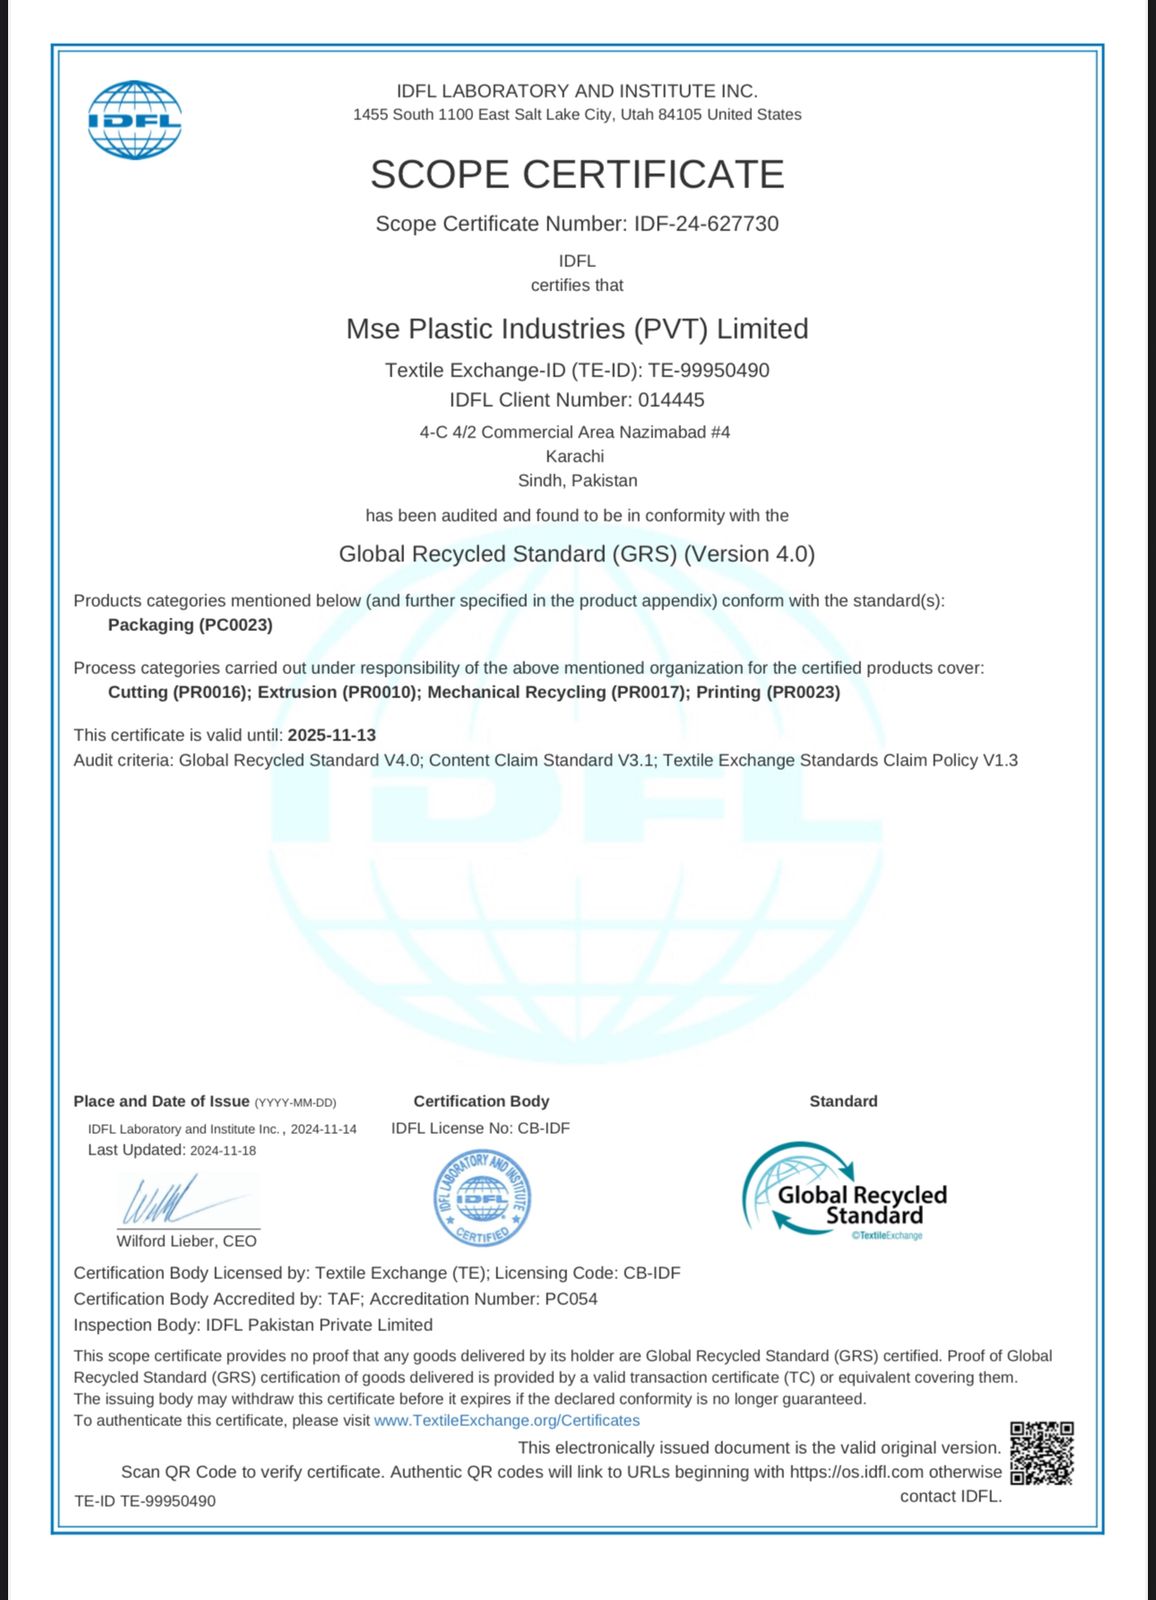 IDFL
IDFL LABORATORY AND INSTITUTE INC.
1455 South 1100 East Salt Lake City, Utah 84105 United States
SCOPE CERTIFICATE
Scope Certificate Number: IDF-24-627730
IDFL
certifies that
Mse Plastic Industries (PVT) Limited
Textile Exchange-ID (TE-ID): TE-99950490
IDFL Client Number: 014445
4-C 4/2 Commercial Area Nazimabad #4
Karachi
Sindh, Pakistan
has been audited and found to be in conformity with the
Global Recycled Standard (GRS) (Version 4.0)
Products categories mentioned below (and further specified in the product appendix) conform with the standard(s):
Packaging (PC0023)
Process categories carried out under responsibility of the above mentioned organization for the certified products cover:
Cutting (PR0016); Extrusion (PR0010); Mechanical Recycling (PR0017); Printing (PR0023)
This certificate is valid until: 2025-11-13
Audit criteria: Global Recycled Standard V4.0; Content Claim Standard V3.1; Textile Exchange Standards Claim Policy V1.3
IDFL
Place and Date of Issue (YYYY-MM-DD)
IDFL Laboratory and Institute Inc. , 2024-11-14
Last Updated: 2024-11-18
Wilford Lieber, CEO
Certification Body
IDFL License No: CB-IDF
IDFL LABORATORY AND INSTITUTE
IDFL
CERTIFIED
Standard
Global Recycled
Standard
©TextileExchange
Certification Body Licensed by: Textile Exchange (TE); Licensing Code: CB-IDF
Certification Body Accredited by: TAF; Accreditation Number: PC054
Inspection Body: IDFL Pakistan Private Limited
This scope certificate provides no proof that any goods delivered by its holder are Global Recycled Standard (GRS) certified. Proof of Global
Recycled Standard (GRS) certification of goods delivered is provided by a valid transaction certificate (TC) or equivalent covering them.
The issuing body may withdraw this certificate before it expires if the declared conformity is no longer guaranteed.
To authenticate this certificate, please visit www.TextileExchange.org/Certificates
This electronically issued document is the valid original version.
Scan QR Code to verify certificate. Authentic QR codes will link to URLs beginning with https://os.idfl.com otherwise
contact IDFL.
TE-ID TE-99950490